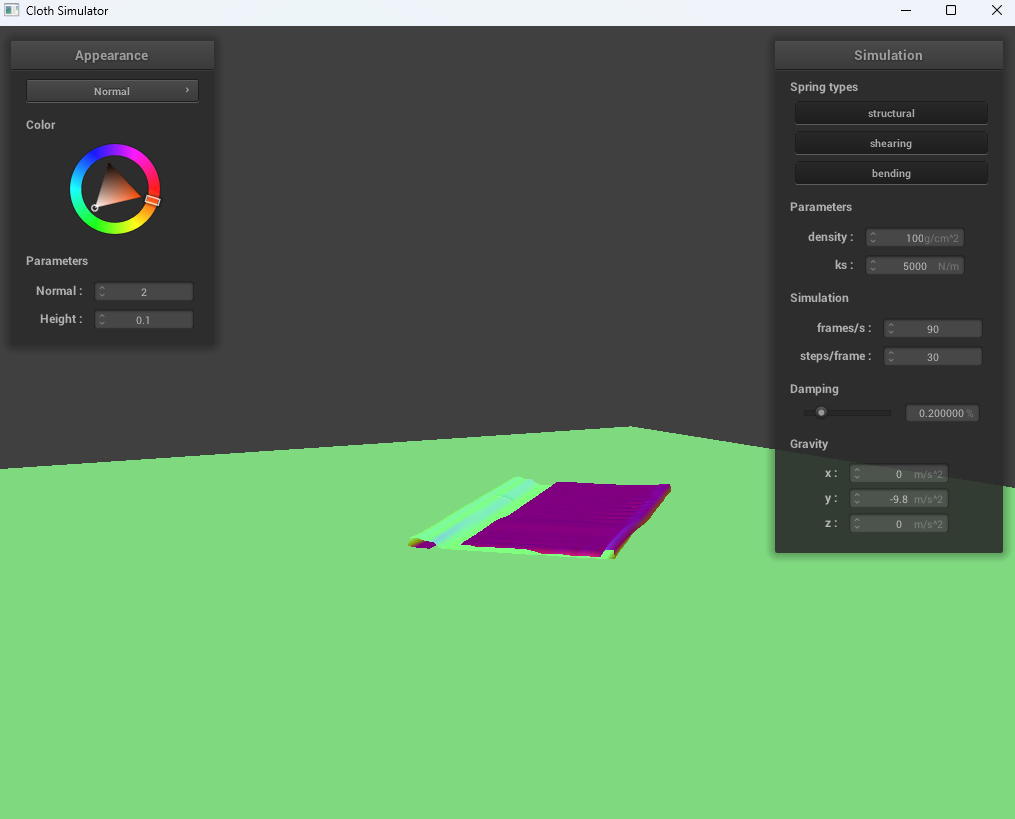 Cloth Simulator
Appearance
Normal
Color
Parameters
Normal : 2
Height : 0.1
Simulation
Spring types
structural
shearing
bending
Parameters
density : 100g/cm^2
ks : 5000 N/m
Simulation
frames/s : 90
steps/frame : 30
Damping
0.200000 %
Gravity
x : 0 m/s^2
y : -9.8 m/s^2
z : 0 m/s^2